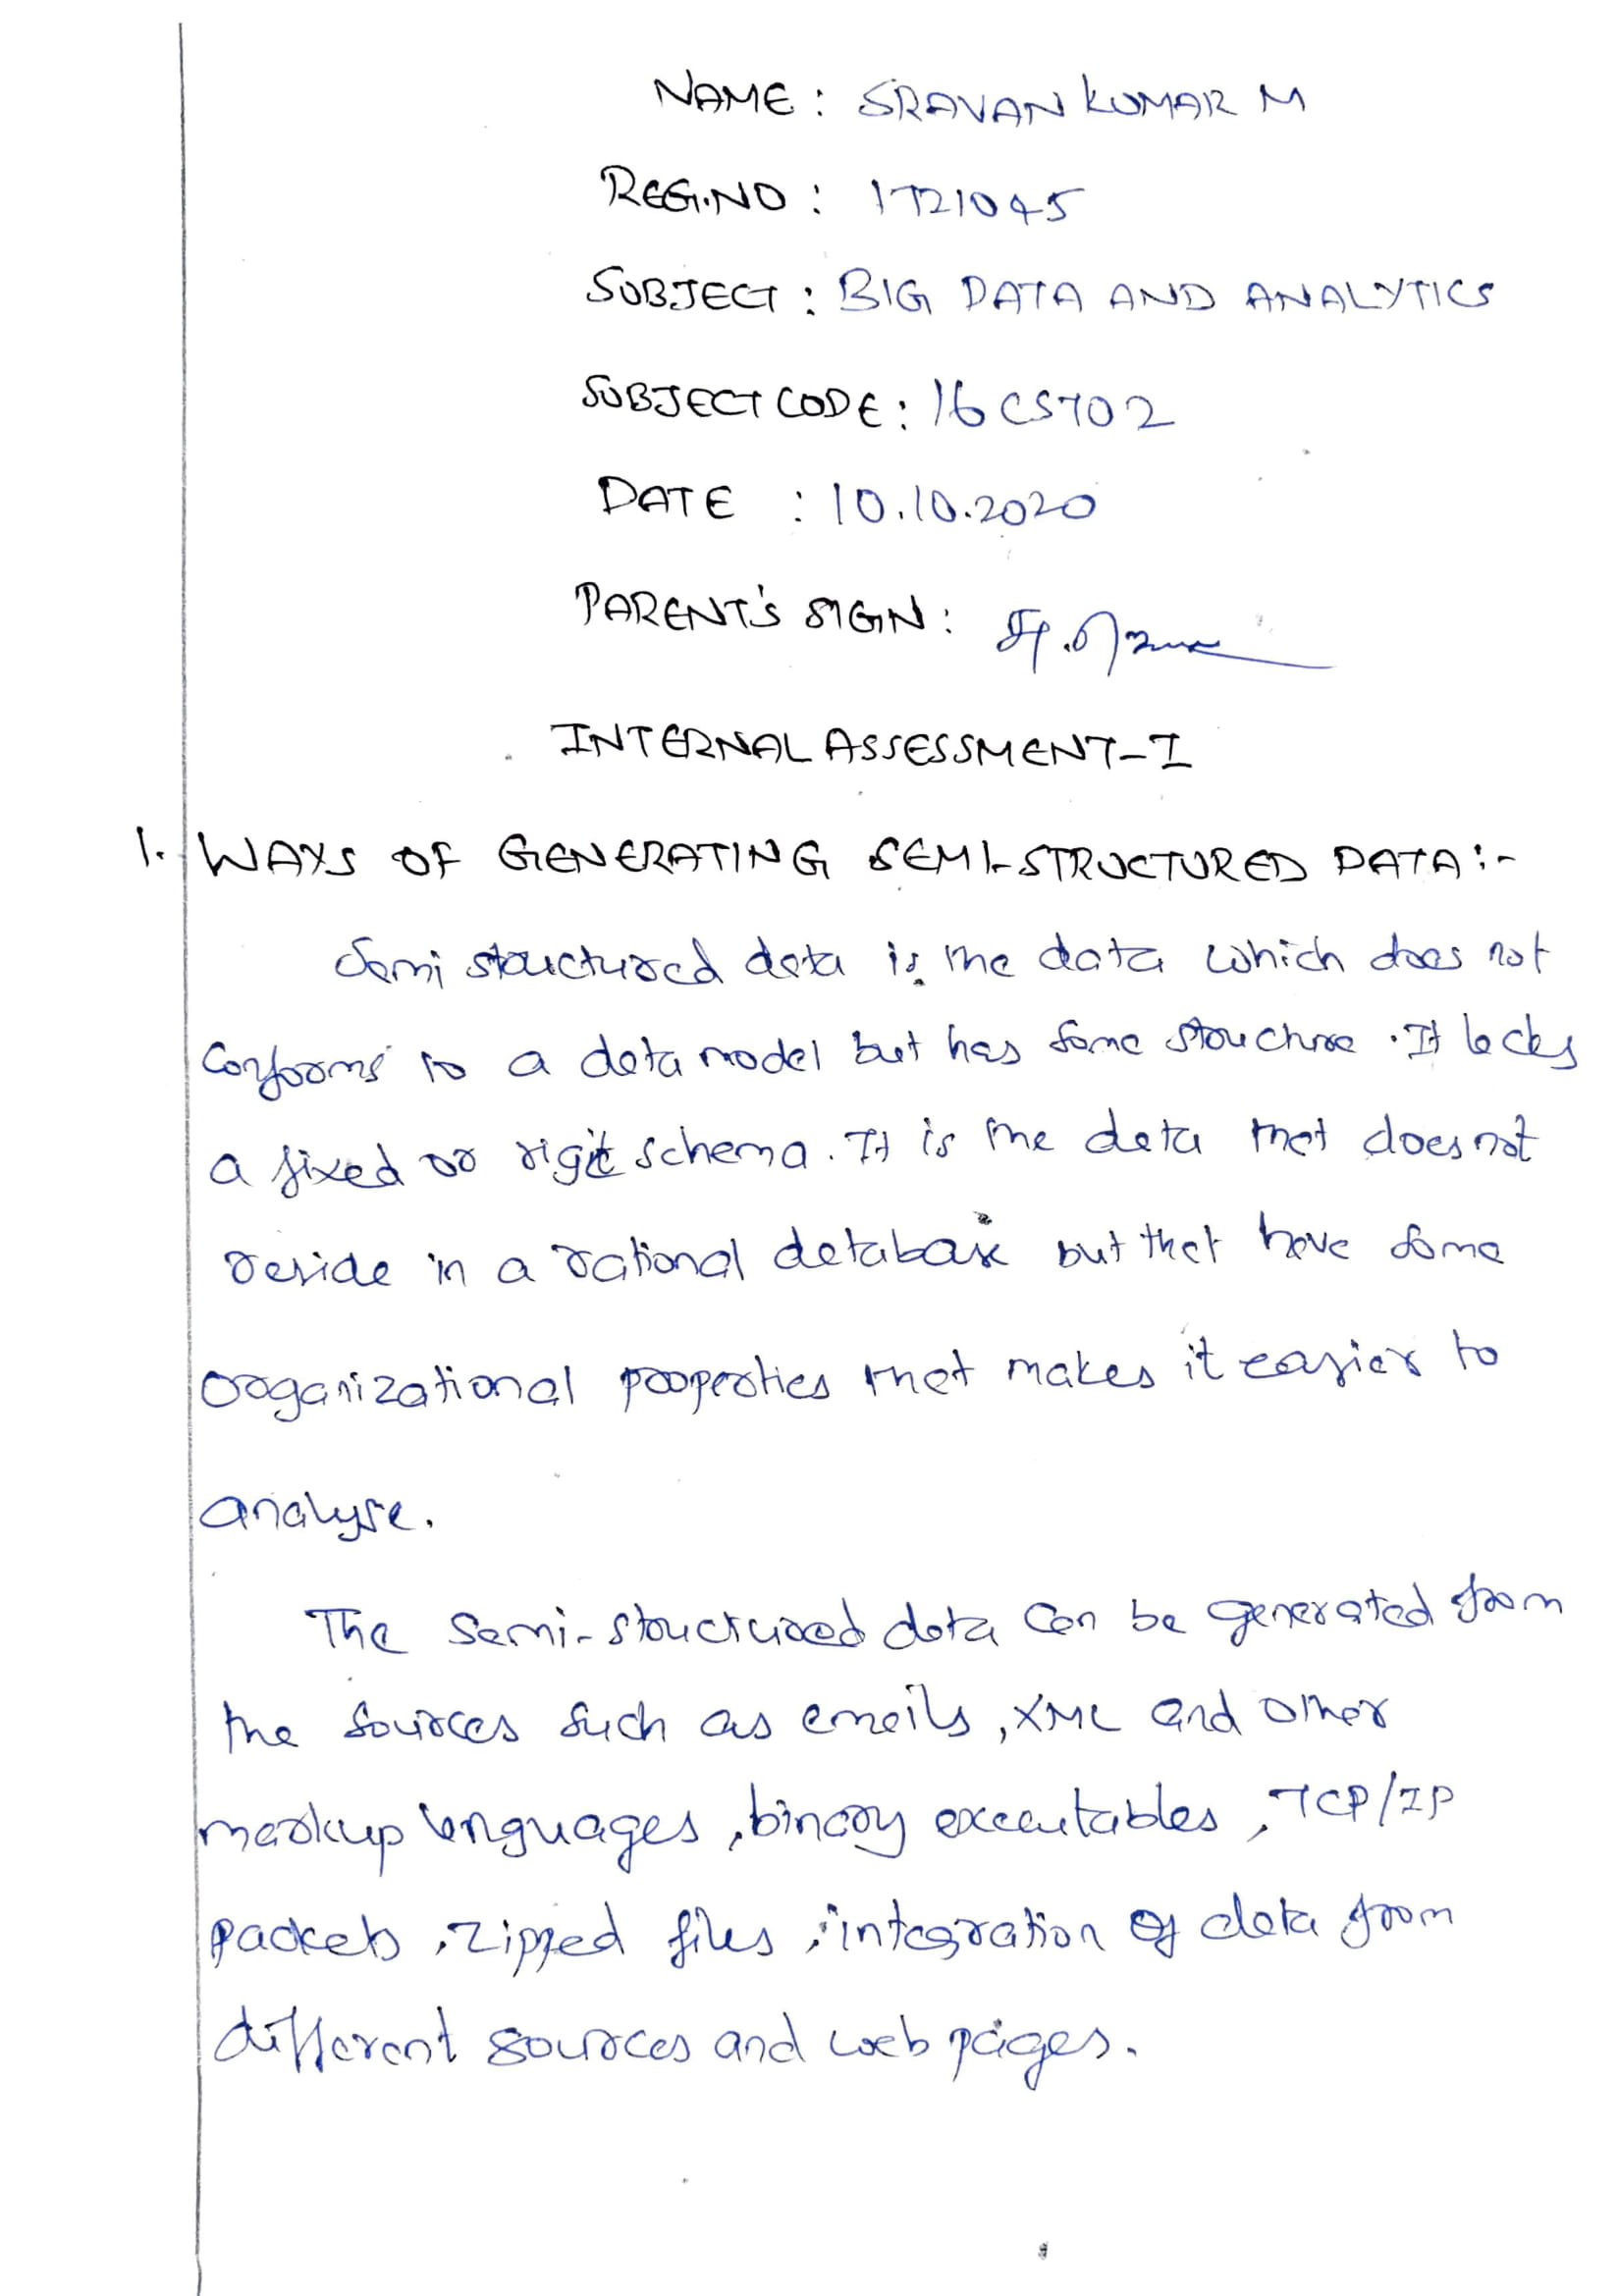 NAME : SRAVAN KUMAR M
REG.NO : 1721045
SUBJECT : BIG DATA AND ANALYTICS
SUBJECT CODE : 16CS702
DATE : 10.10.2020
PARENT'S SIGN :
INTERNAL ASSESSMENT-I
1. WAYS OF GENERATING SEMI-STRUCTURED DATA :-
Semi structured data is the data which does not
conforms to a data model but has some structure. It lacks
a fixed or rigit schema. It is the data that does not
reside in a rational database but that have some
organizational properties that makes it easier to
analyse.
The semi-structured data can be generated from
the sources such as emails, XML and other
markup languages, binary executables, TCP/IP
packets, zipped files, integration of data from
different sources and web pages.